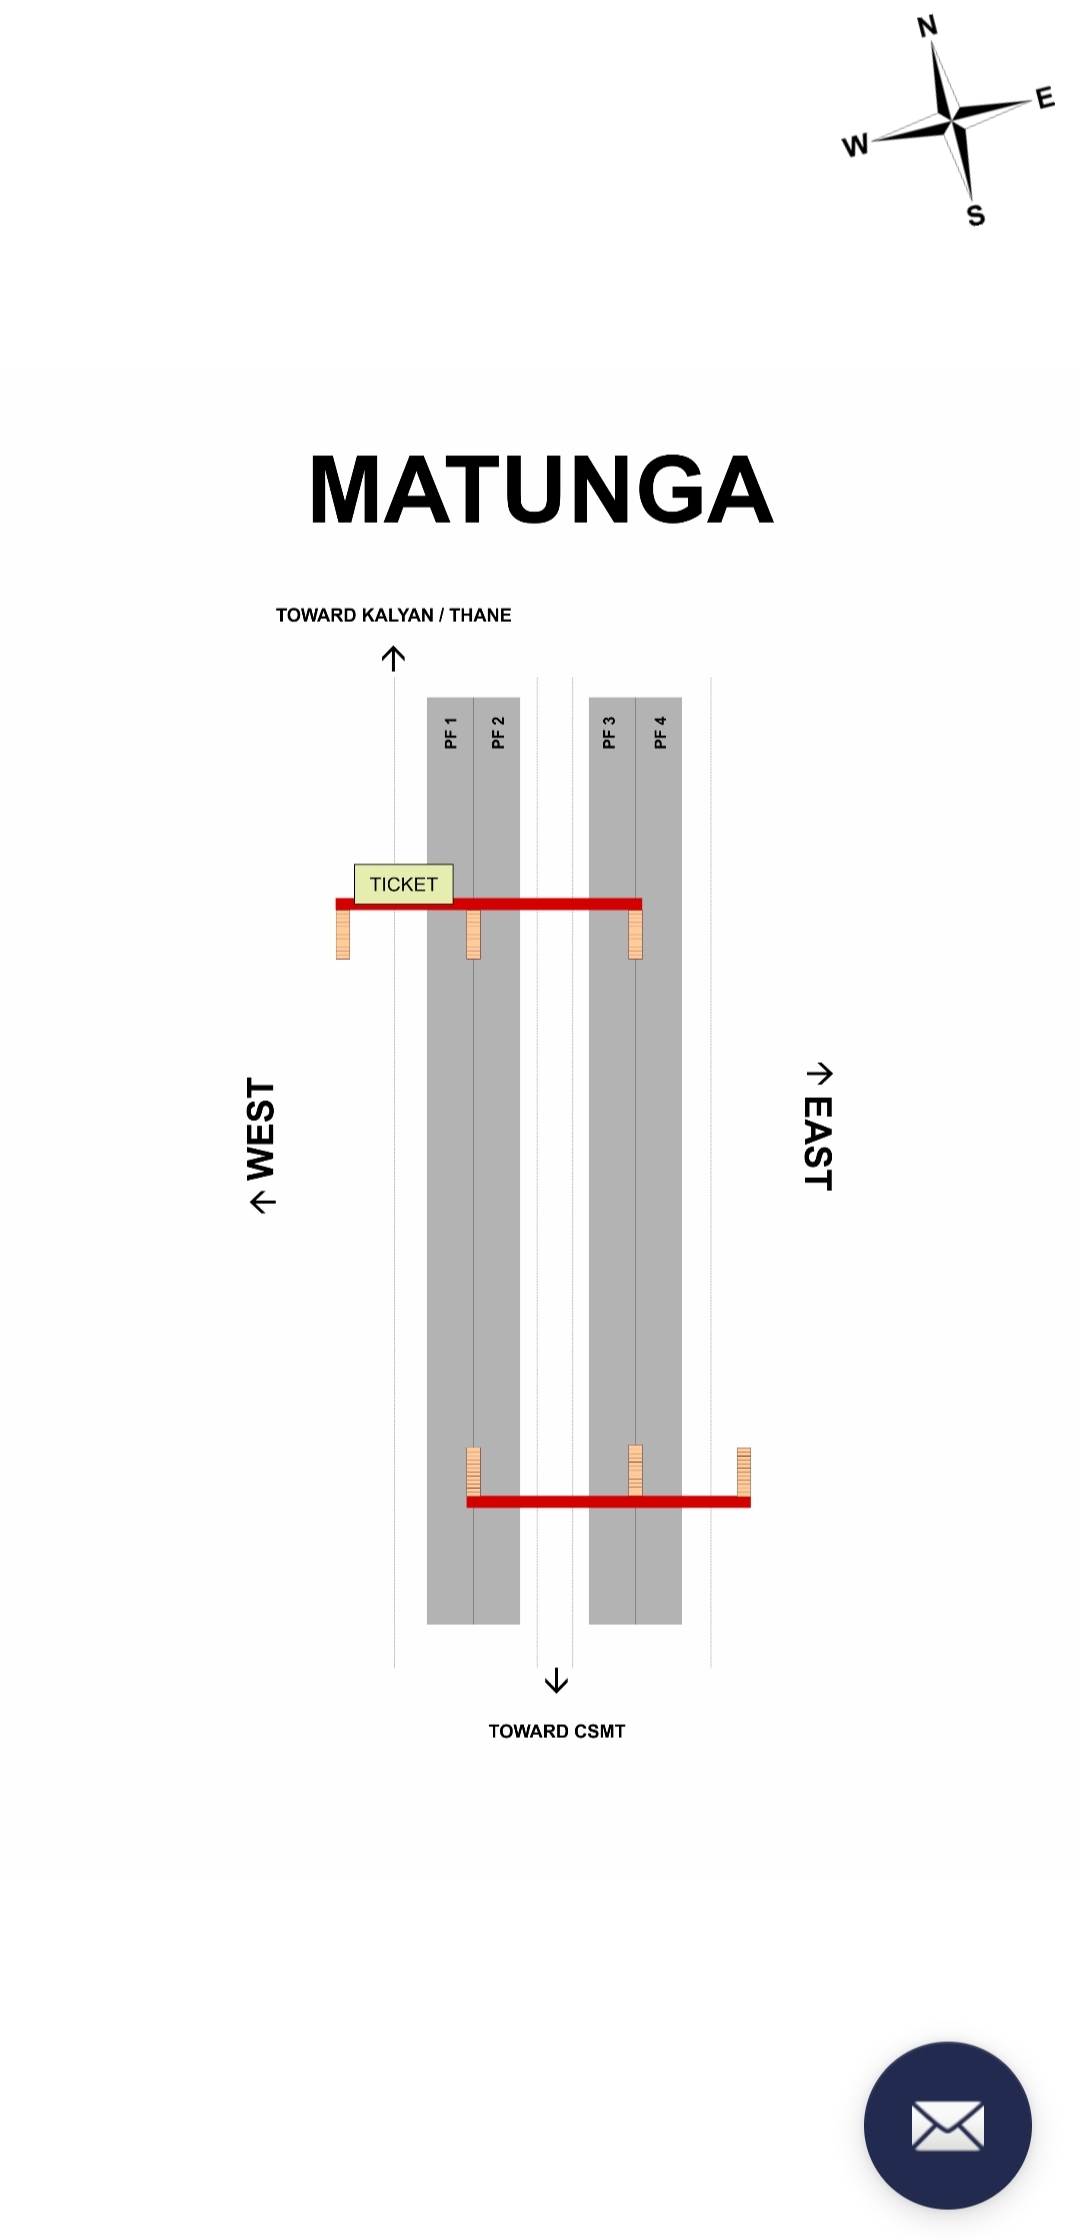 N
E
W
S
MATUNGA
TOWARD KALYAN / THANE
↑
PF 1
PF 2
PF 3
PF 4
TICKET
← WEST
→ EAST
↓
TOWARD CSMT